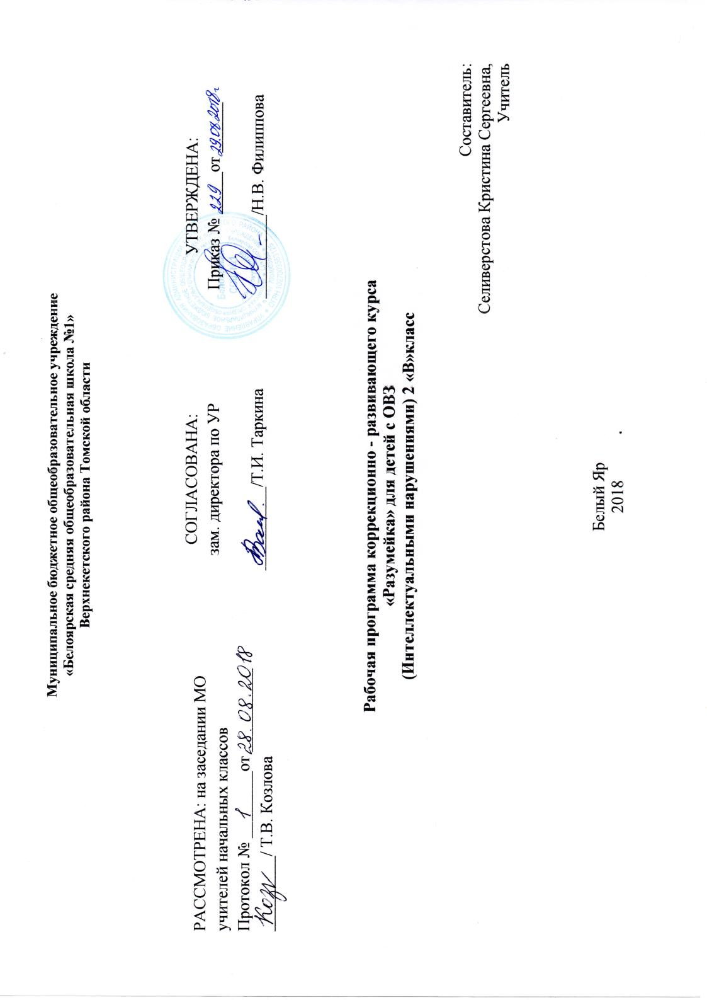 Муниципальное бюджетное общеобразовательное учреждение
«Белоярская средняя общеобразовательная школа №1»
Верхнекетского района Томской области
РАССМОТРЕНА: на заседании МО
учителей начальных классов
Протокол № 1 от 28.08.2018
/ Т.В. Козлова
СОГЛАСОВАНА:
зам. директора по УР
/Т.И. Таркина
УТВЕРЖДЕНА:
Приказ № 229 от 29.08.2018г
/Н.В. Филиппова
Рабочая программа коррекционно - развивающего курса
«Разумейка» для детей с ОВЗ
(Интеллектуальными нарушениями) 2 «В»класс
Составитель:
Селиверстова Кристина Сергеевна,
Учитель
Белый Яр
2018